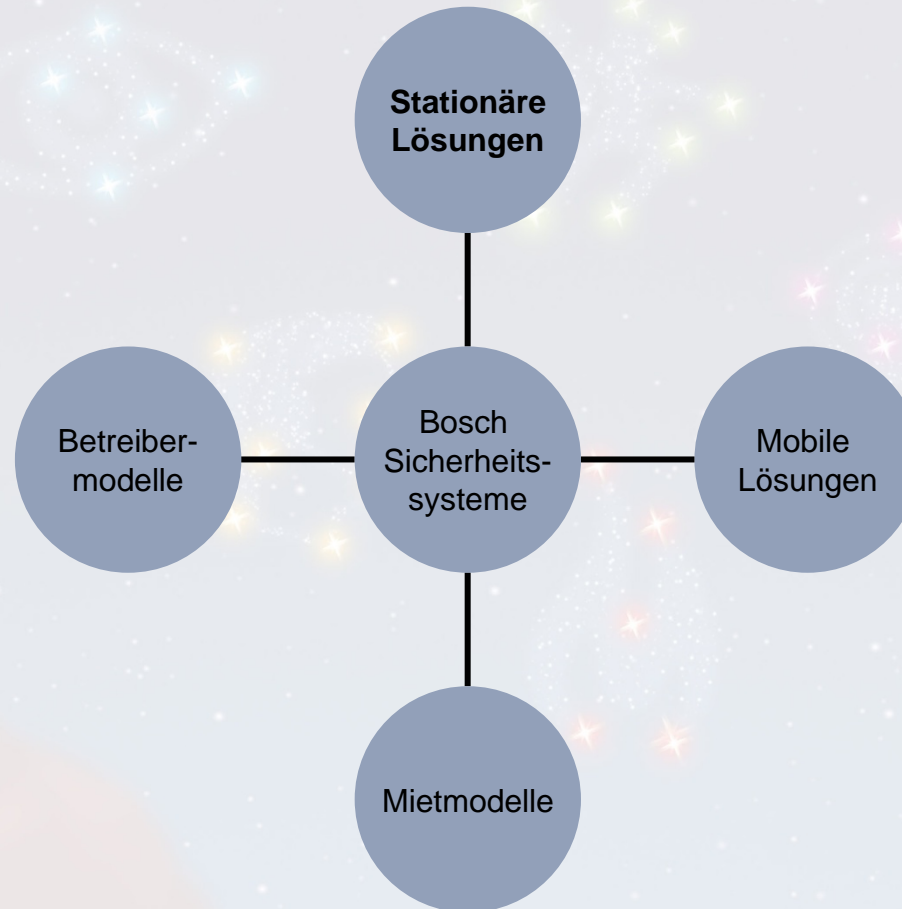 Stationäre
Lösungen
Betreiber-
modelle
Bosch
Sicherheits-
systeme
Mobile
Lösungen
Mietmodelle